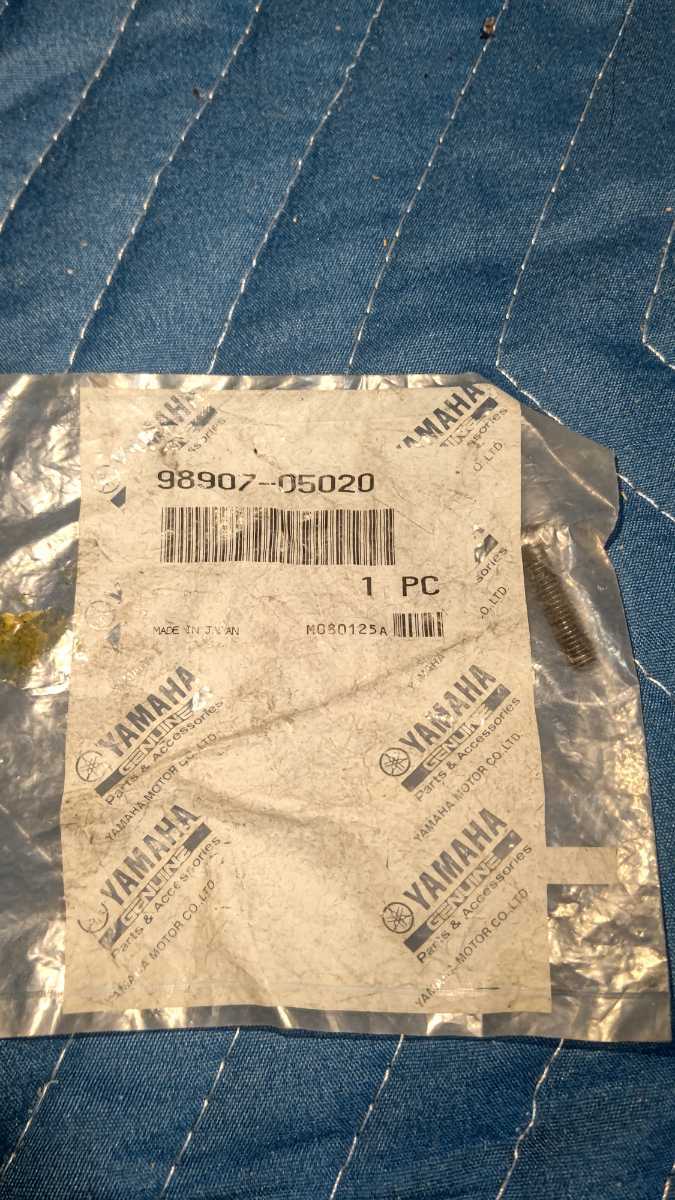 YAMAHA
YAMAHA
98907-05020
1 PC
MADE IN JAPAN
M080125A
YAMAHA
GENUINE
Parts & Accessories
YAMAHA MOTOR CO.,LTD.
YAMAHA
GENUINE
Parts & Accessories
YAMAHA MOTOR CO.,LTD.
YAMAHA
GENUINE
Parts & Accessories
YAMAHA MOTOR CO.,LTD.
YAMAHA
GENUINE
Parts & Accessories
YAMAHA MOTOR CO.,LTD.